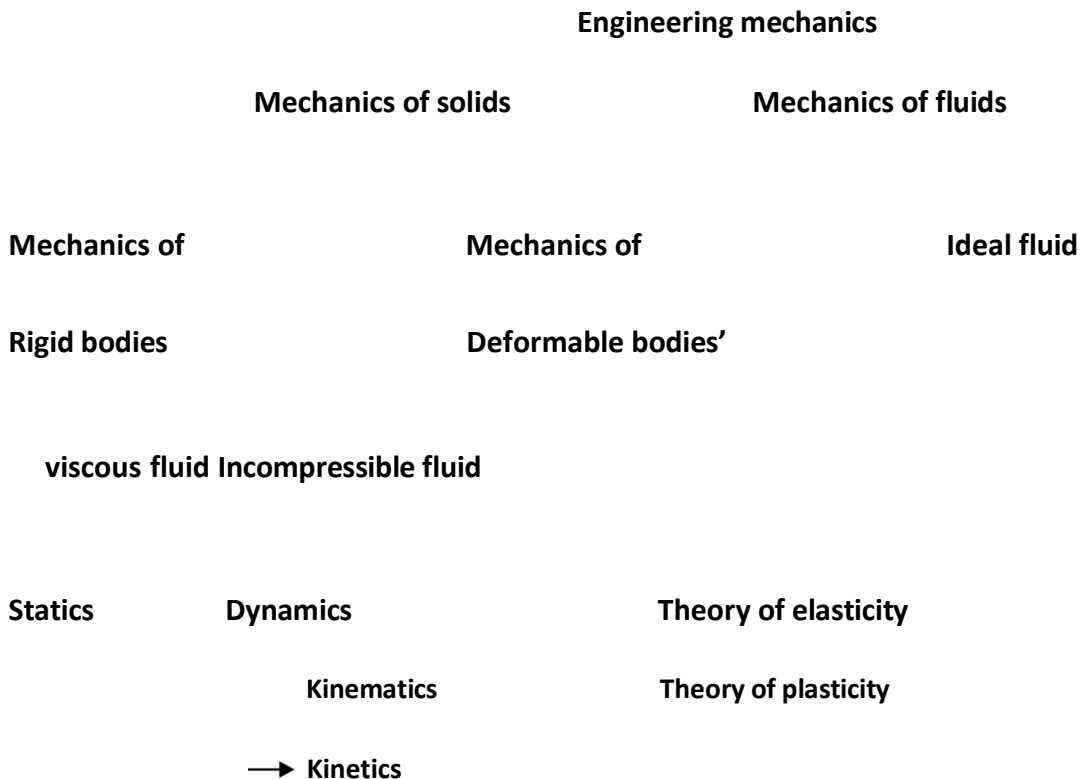 Engineering mechanics
Mechanics of solids Mechanics of fluids
Mechanics of Mechanics of Ideal fluid
Rigid bodies Deformable bodies’
viscous fluid Incompressible fluid
Statics Dynamics Theory of elasticity
Kinematics Theory of plasticity
Kinetics